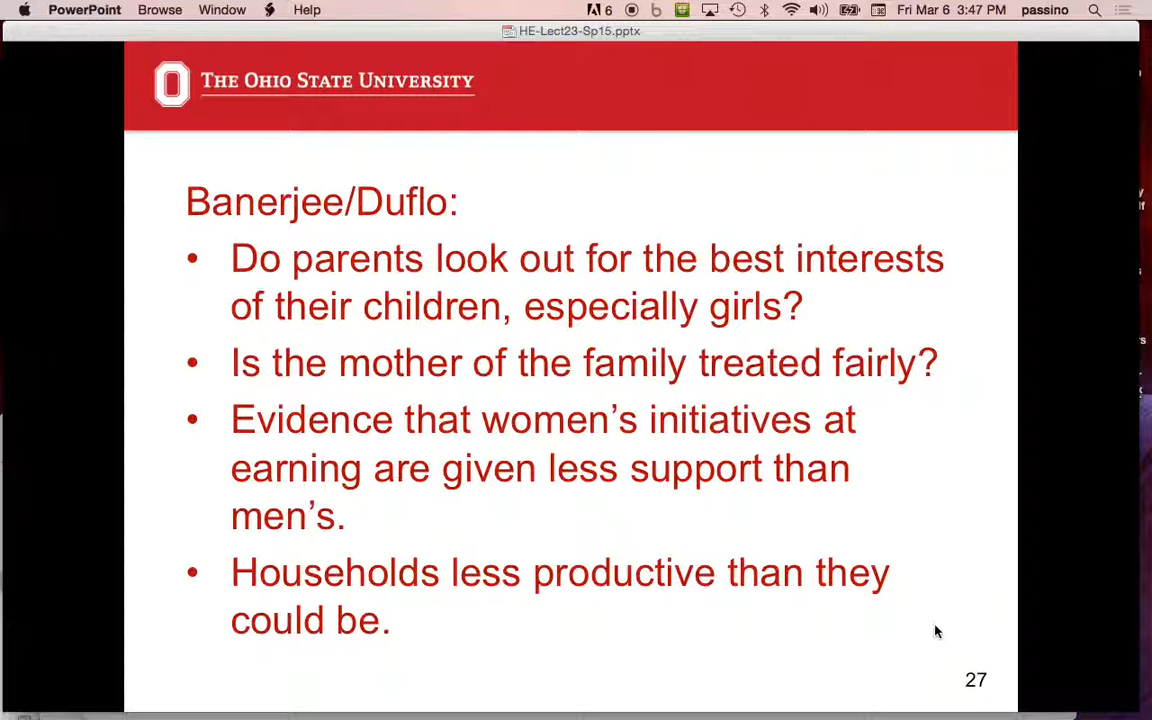 PowerPoint Browse Window Help 6 Fri Mar 6 3:47 PM passino
HE-Lect23-Sp15.pptx
THE OHIO STATE UNIVERSITY
Banerjee/Duflo:
• Do parents look out for the best interests
of their children, especially girls?
• Is the mother of the family treated fairly?
• Evidence that women’s initiatives at
earning are given less support than
men’s.
• Households less productive than they
could be.
27